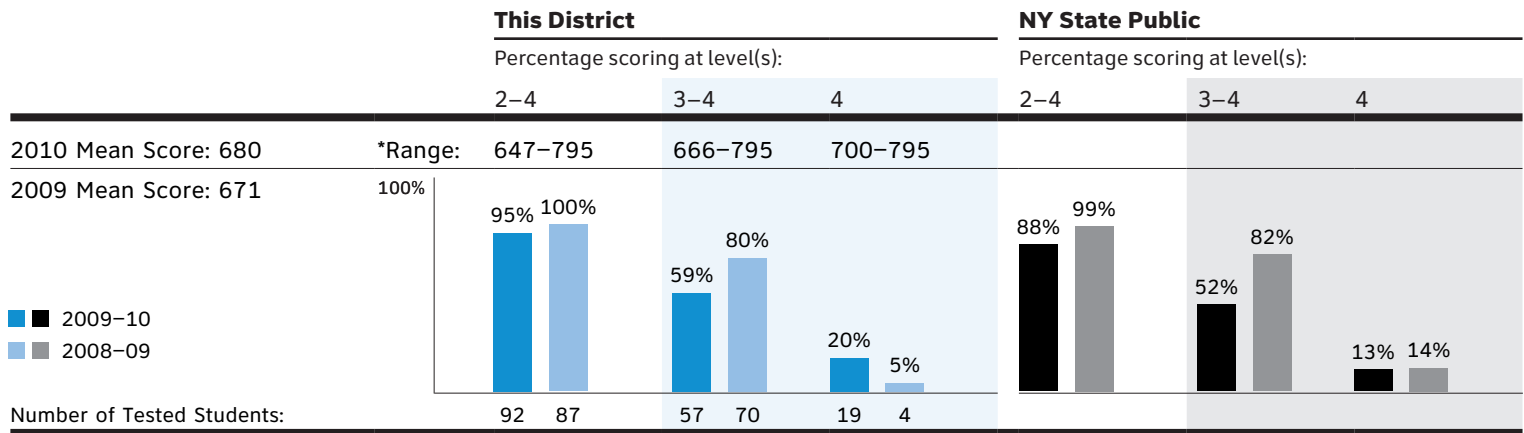 This District NY State Public
Percentage scoring at level(s): Percentage scoring at level(s):
2–4 3–4 4 2–4 3–4 4
2010 Mean Score: 680 *Range: 647–795 666–795 700–795
2009 Mean Score: 671 100%
95% 100% 59% 80% 20% 5% 88% 99% 52% 82% 13% 14%
2009–10
2008–09
Number of Tested Students: 92 87 57 70 19 4